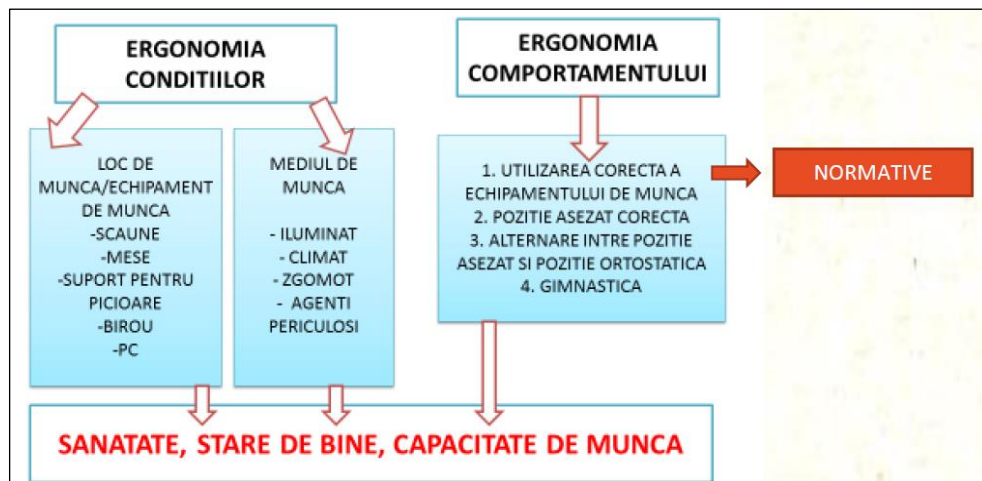 ERGONOMIA
CONDITIILOR
ERGONOMIA
COMPORTAMENTULUI
LOC DE
MUNCA/ECHIPAMENT
DE MUNCA
-SCAUNE
-MESE
-SUPORT PENTRU
PICIOARE
-BIROU
-PC
MEDIUL DE
MUNCA
- ILUMINAT
- CLIMAT
- ZGOMOT
- AGENTI
PERICULOSI
1. UTILIZAREA CORECTA A
ECHIPAMENTULUI DE MUNCA
2. POZITIE ASEZAT CORECTA
3. ALTERNARE INTRE POZITIE
ASEZAT SI POZITIE ORTOSTATICA
4. GIMNASTICA
NORMATIVE
SANATATE, STARE DE BINE, CAPACITATE DE MUNCA